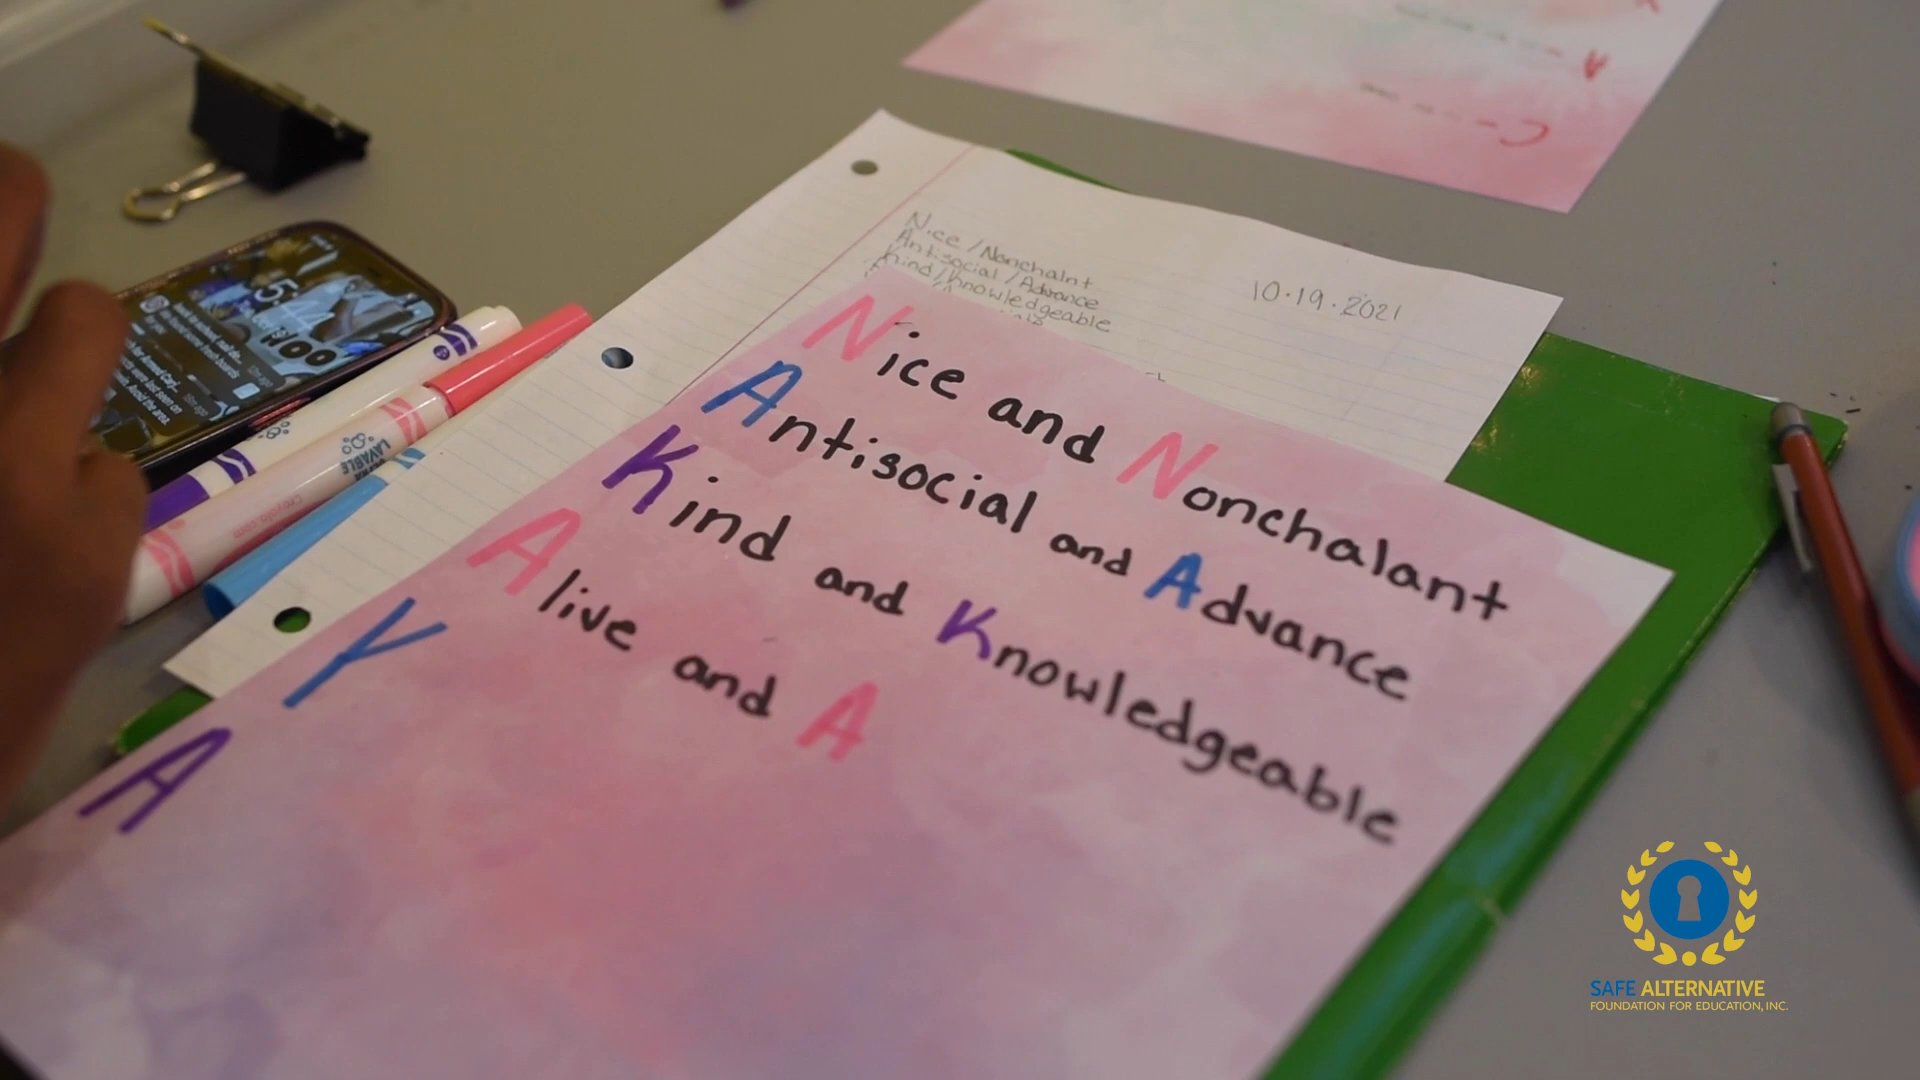 Nice / Nonchalnt
Antisocial / Advance
Kind / Knowledgeable
10.19.2021
Nice and Nonchalant
Antisocial and Advance
Kind and Knowledgeable
Alive and A
Y
A
SAFE ALTERNATIVE
FOUNDATION FOR EDUCATION, INC.